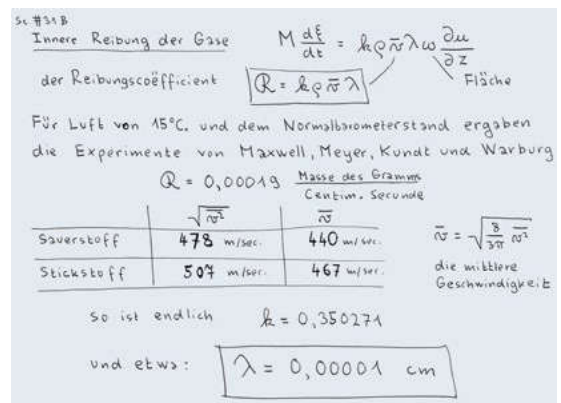 Sc #31B
Innere Reibung der Gase
M dξ/dt = kρv̄λω ∂u/∂z
der Reibungscoëfficient
R = kρv̄λ
Fläche
Für Luft von 15°C. und dem Normalbarometerstand ergaben
die Experimente von Maxwell, Meyer, Kundt und Warburg
R = 0,00019 Masse des Gramms / Centim. Secunde
√v̄² v̄
Sauerstoff 478 m/sec. 440 m/sec.
Stickstoff 507 m/sec. 467 m/sec.
v̄ = √(8/3π v̄²)
die mittlere
Geschwindigkeit
so ist endlich k = 0,350271
und etwa: λ = 0,00001 cm